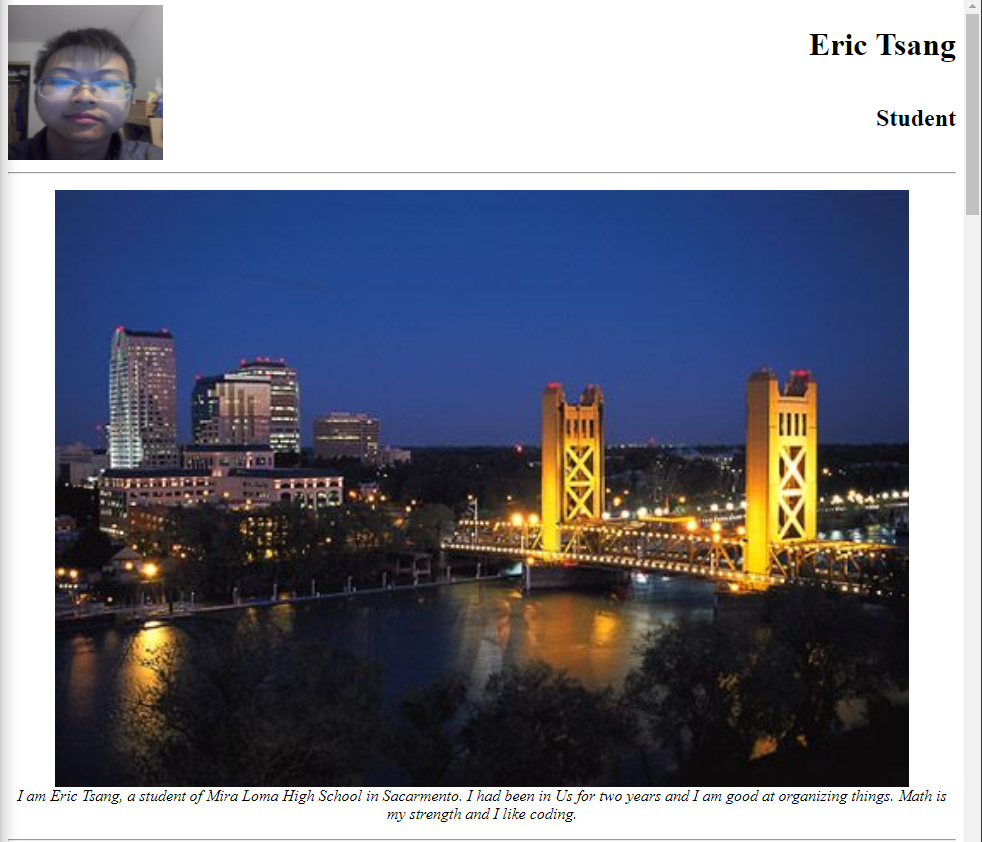 Eric Tsang
Student
I am Eric Tsang, a student of Mira Loma High School in Sacarmento. I had been in Us for two years and I am good at organizing things. Math is
my strength and I like coding.